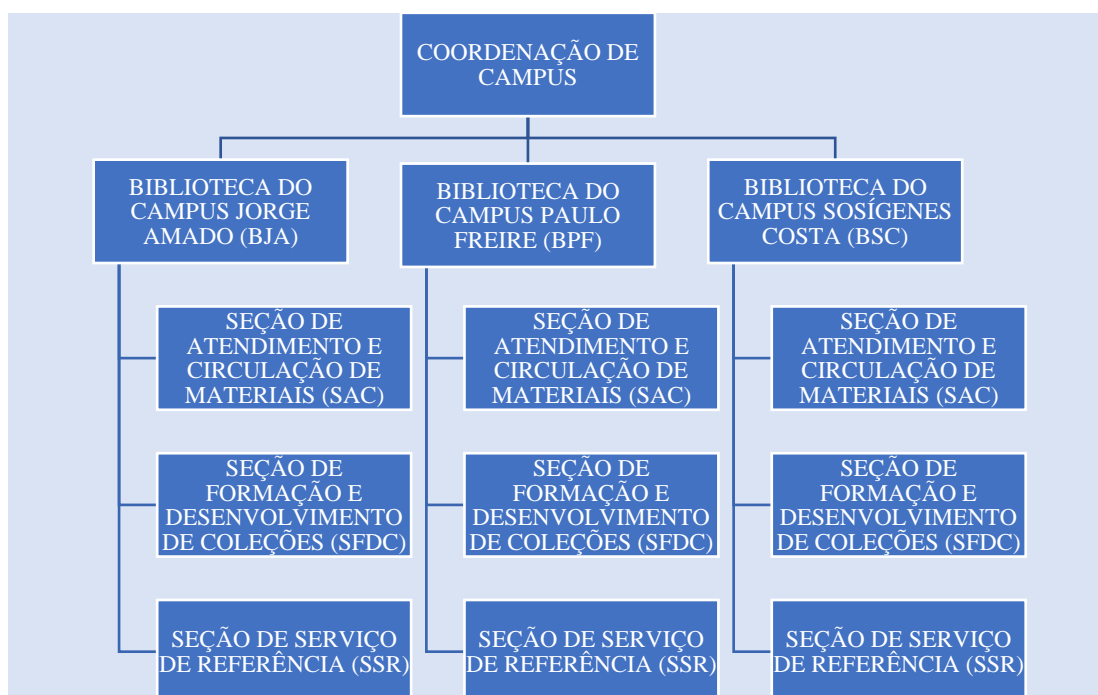 COORDENAÇÃO DE
CAMPUS
BIBLIOTECA DO
CAMPUS JORGE
AMADO (BJA)
BIBLIOTECA DO
CAMPUS PAULO
FREIRE (BPF)
BIBLIOTECA DO
CAMPUS SOSÍGENES
COSTA (BSC)
SEÇÃO DE
ATENDIMENTO E
CIRCULAÇÃO DE
MATERIAIS (SAC)
SEÇÃO DE
ATENDIMENTO E
CIRCULAÇÃO DE
MATERIAIS (SAC)
SEÇÃO DE
ATENDIMENTO E
CIRCULAÇÃO DE
MATERIAIS (SAC)
SEÇÃO DE
FORMAÇÃO E
DESENVOLVIMENTO
DE COLEÇÕES (SFDC)
SEÇÃO DE
FORMAÇÃO E
DESENVOLVIMENTO
DE COLEÇÕES (SFDC)
SEÇÃO DE
FORMAÇÃO E
DESENVOLVIMENTO
DE COLEÇÕES (SFDC)
SEÇÃO DE SERVIÇO
DE REFERÊNCIA (SSR)
SEÇÃO DE SERVIÇO
DE REFERÊNCIA (SSR)
SEÇÃO DE SERVIÇO
DE REFERÊNCIA (SSR)